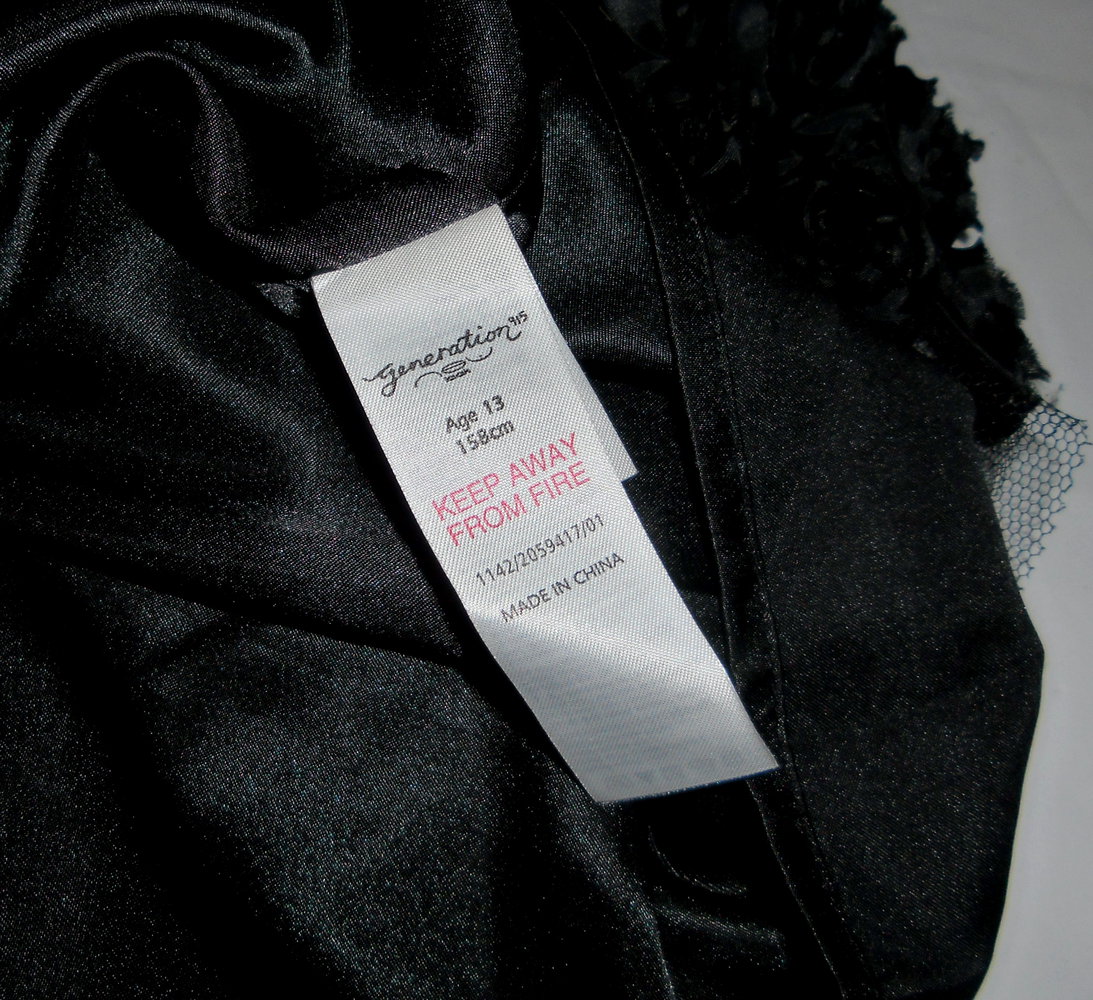 generation 915
Age 13
158cm
KEEP AWAY
FROM FIRE
1142/2059417/01
MADE IN CHINA